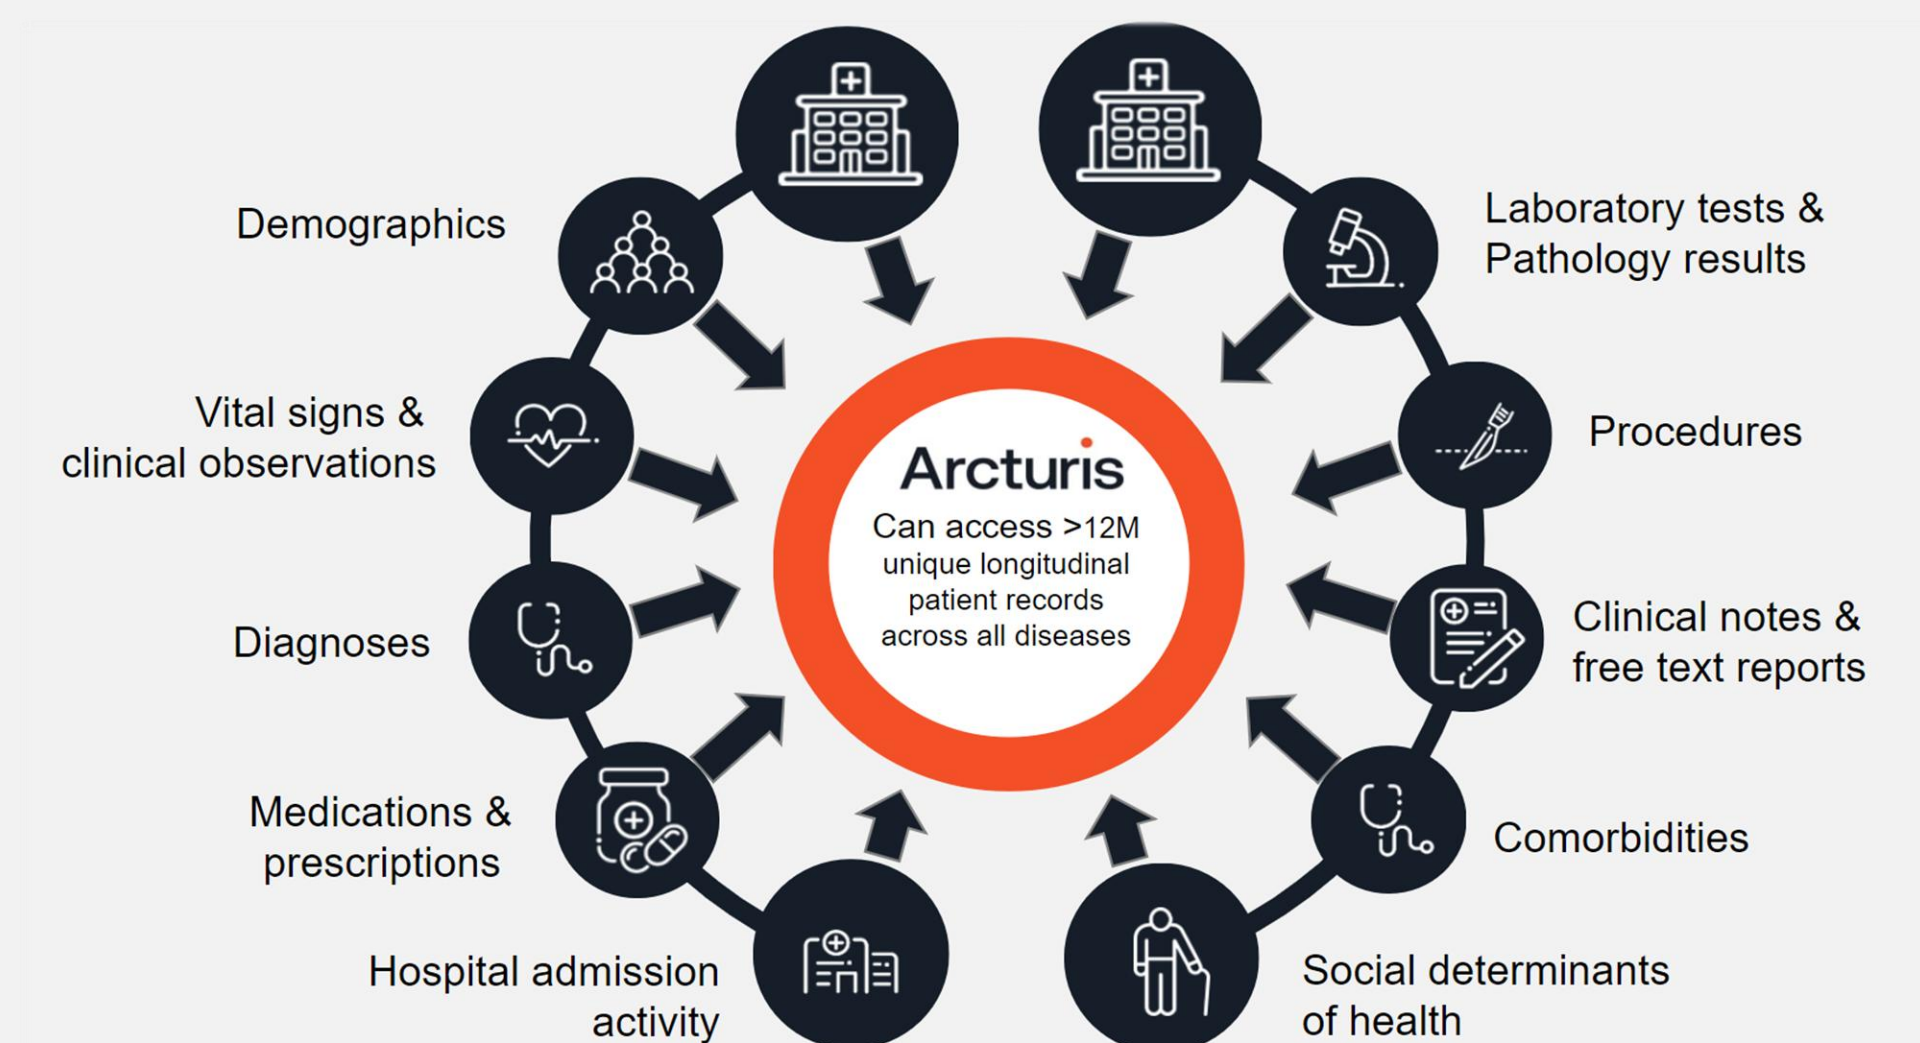 Demographics
Vital signs &
clinical observations
Diagnoses
Medications &
prescriptions
Hospital admission
activity
Arcturis
Can access >12M
unique longitudinal
patient records
across all diseases
Laboratory tests &
Pathology results
Procedures
Clinical notes &
free text reports
Comorbidities
Social determinants
of health